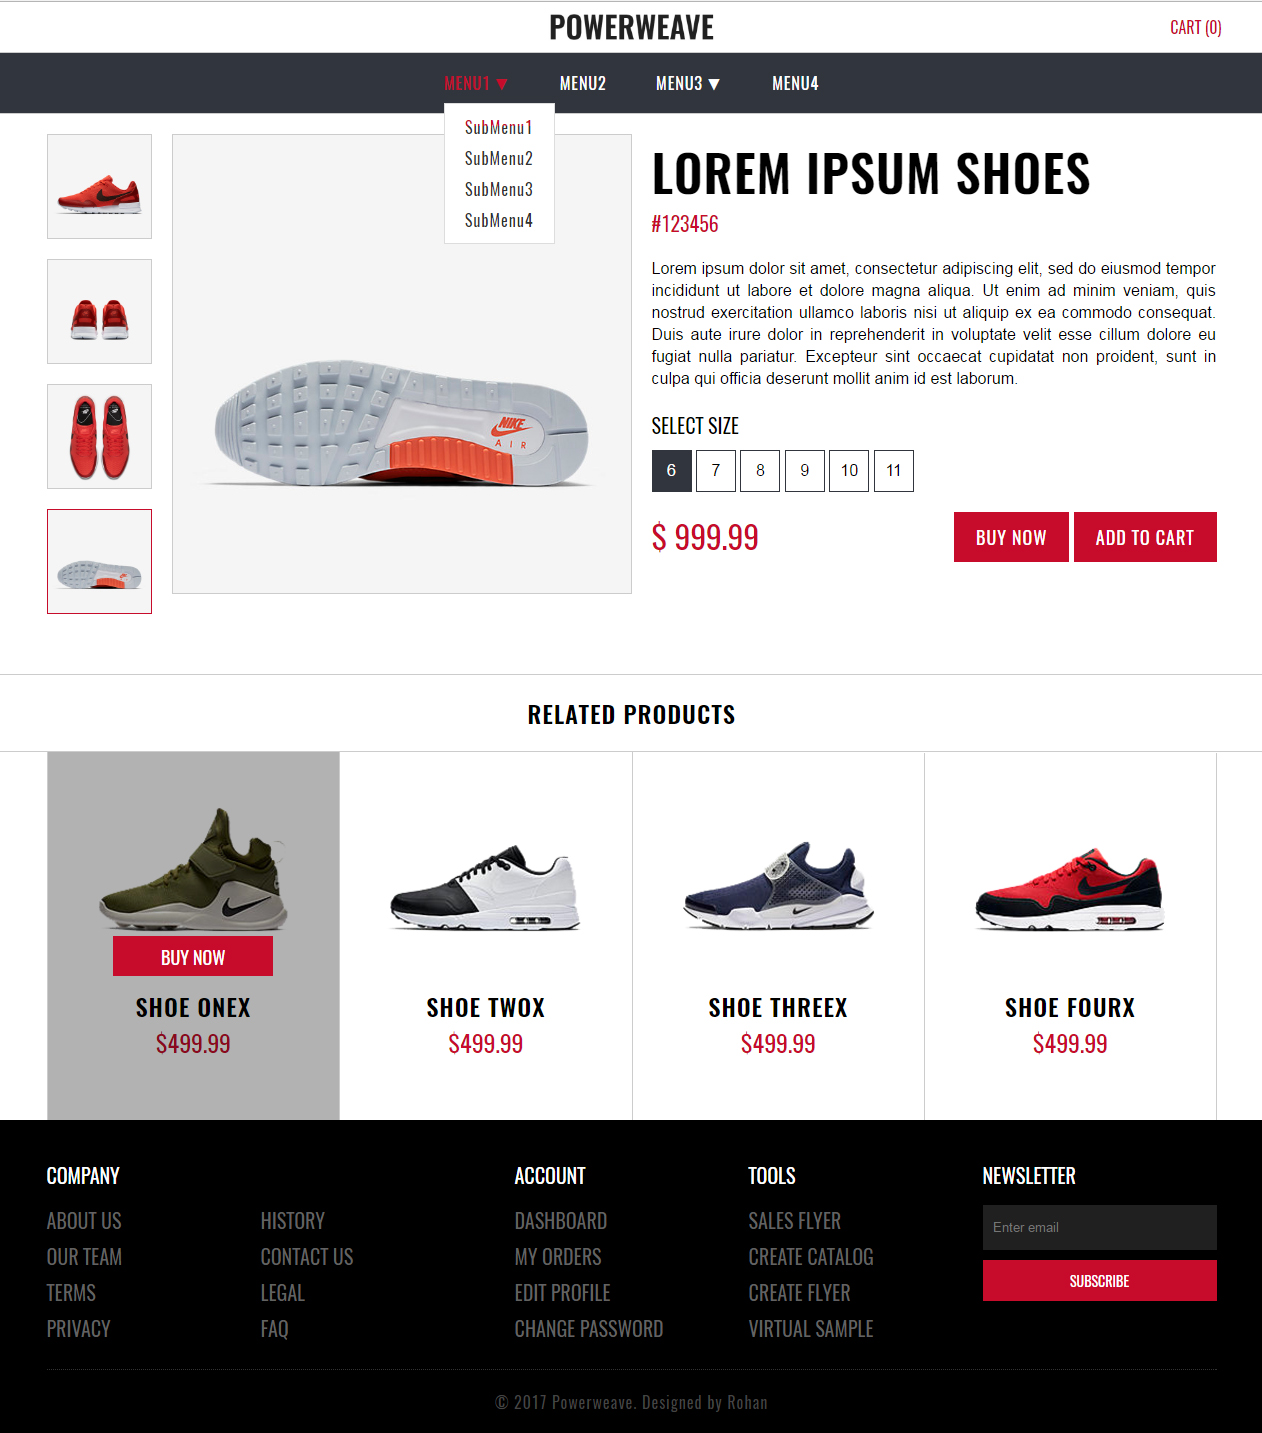 POWERWEAVE
CART (0)
MENU1 ▼ MENU2 MENU3 ▼ MENU4
SubMenu1
SubMenu2
SubMenu3
SubMenu4
LOREM IPSUM SHOES
#123456
Lorem ipsum dolor sit amet, consectetur adipiscing elit, sed do eiusmod tempor
incididunt ut labore et dolore magna aliqua. Ut enim ad minim veniam, quis
nostrud exercitation ullamco laboris nisi ut aliquip ex ea commodo consequat.
Duis aute irure dolor in reprehenderit in voluptate velit esse cillum dolore eu
fugiat nulla pariatur. Excepteur sint occaecat cupidatat non proident, sunt in
culpa qui officia deserunt mollit anim id est laborum.
NIKE
AIR
SELECT SIZE
6 7 8 9 10 11
$ 999.99
BUY NOW
ADD TO CART
RELATED PRODUCTS
BUY NOW
SHOE ONEX
$499.99
SHOE TWOX
$499.99
SHOE THREEX
$499.99
SHOE FOURX
$499.99
COMPANY
ABOUT US
OUR TEAM
TERMS
PRIVACY
HISTORY
CONTACT US
LEGAL
FAQ
ACCOUNT
DASHBOARD
MY ORDERS
EDIT PROFILE
CHANGE PASSWORD
TOOLS
SALES FLYER
CREATE CATALOG
CREATE FLYER
VIRTUAL SAMPLE
NEWSLETTER
Enter email
SUBSCRIBE
© 2017 Powerweave. Designed by Rohan